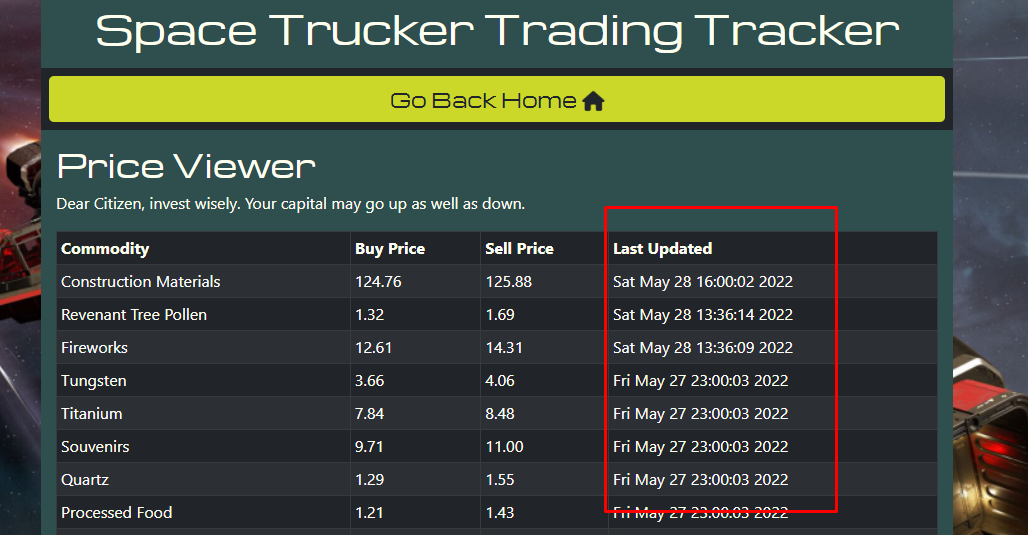 Space Trucker Trading Tracker
Go Back Home
Price Viewer
Dear Citizen, invest wisely. Your capital may go up as well as down.
Commodity Buy Price Sell Price Last Updated
Construction Materials 124.76 125.88 Sat May 28 16:00:02 2022
Revenant Tree Pollen 1.32 1.69 Sat May 28 13:36:14 2022
Fireworks 12.61 14.31 Sat May 28 13:36:09 2022
Tungsten 3.66 4.06 Fri May 27 23:00:03 2022
Titanium 7.84 8.48 Fri May 27 23:00:03 2022
Souvenirs 9.71 11.00 Fri May 27 23:00:03 2022
Quartz 1.29 1.55 Fri May 27 23:00:03 2022
Processed Food 1.21 1.43 Fri May 27 23:00:03 2022